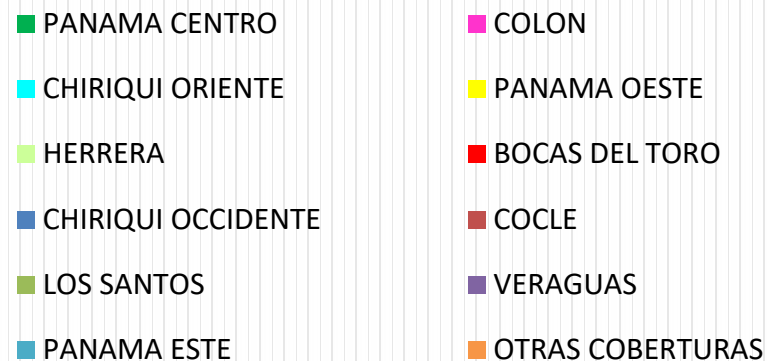 PANAMA CENTRO
COLON
CHIRIQUI ORIENTE
PANAMA OESTE
HERRERA
BOCAS DEL TORO
CHIRIQUI OCCIDENTE
COCLE
LOS SANTOS
VERAGUAS
PANAMA ESTE
OTRAS COBERTURAS